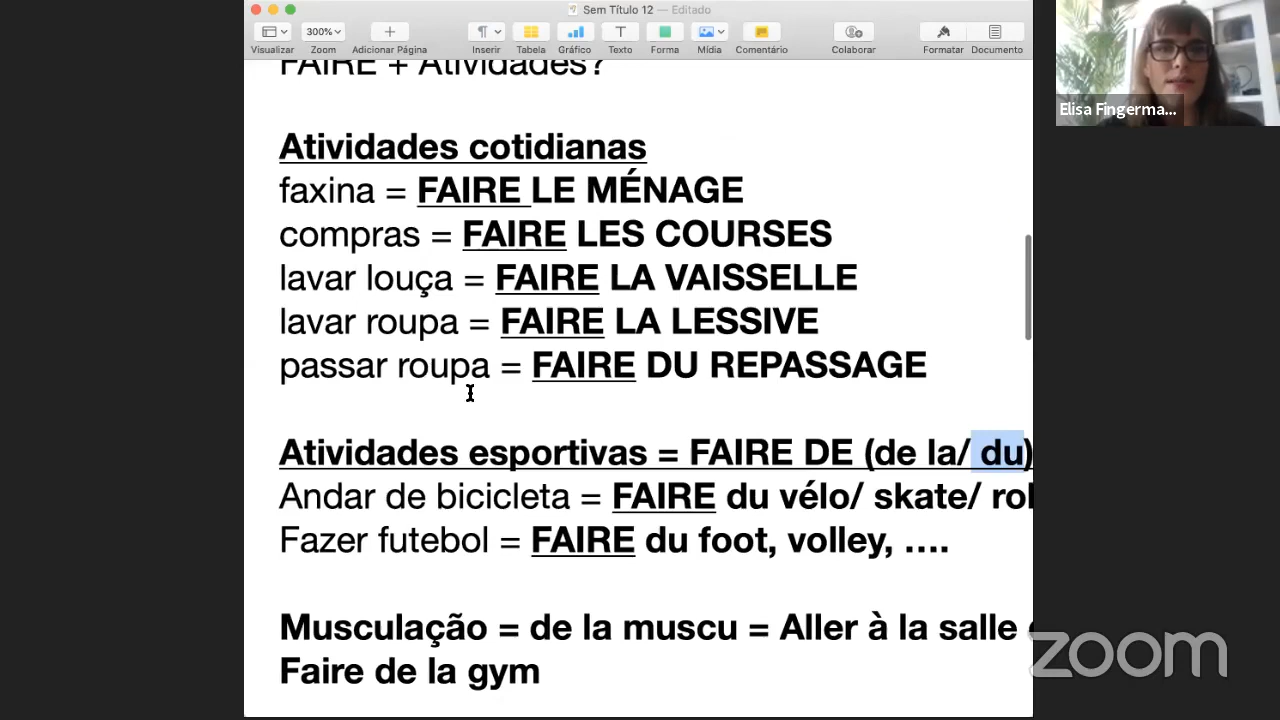 Sem Título 12 — Editado
300%
Visualizar Zoom Adicionar Página Inserir Tabela Gráfico Texto Forma Mídia Comentário Colaborar Formatar Documento
FAIRE + Atividades?
Elisa Fingerma...
Atividades cotidianas
faxina = FAIRE LE MÉNAGE
compras = FAIRE LES COURSES
lavar louça = FAIRE LA VAISSELLE
lavar roupa = FAIRE LA LESSIVE
passar roupa = FAIRE DU REPASSAGE
Atividades esportivas = FAIRE DE (de la/ du)
Andar de bicicleta = FAIRE du vélo/ skate/
Fazer futebol = FAIRE du foot, volley, ....
Musculação = de la muscu = Aller à la salle
Faire de la gym
zoom